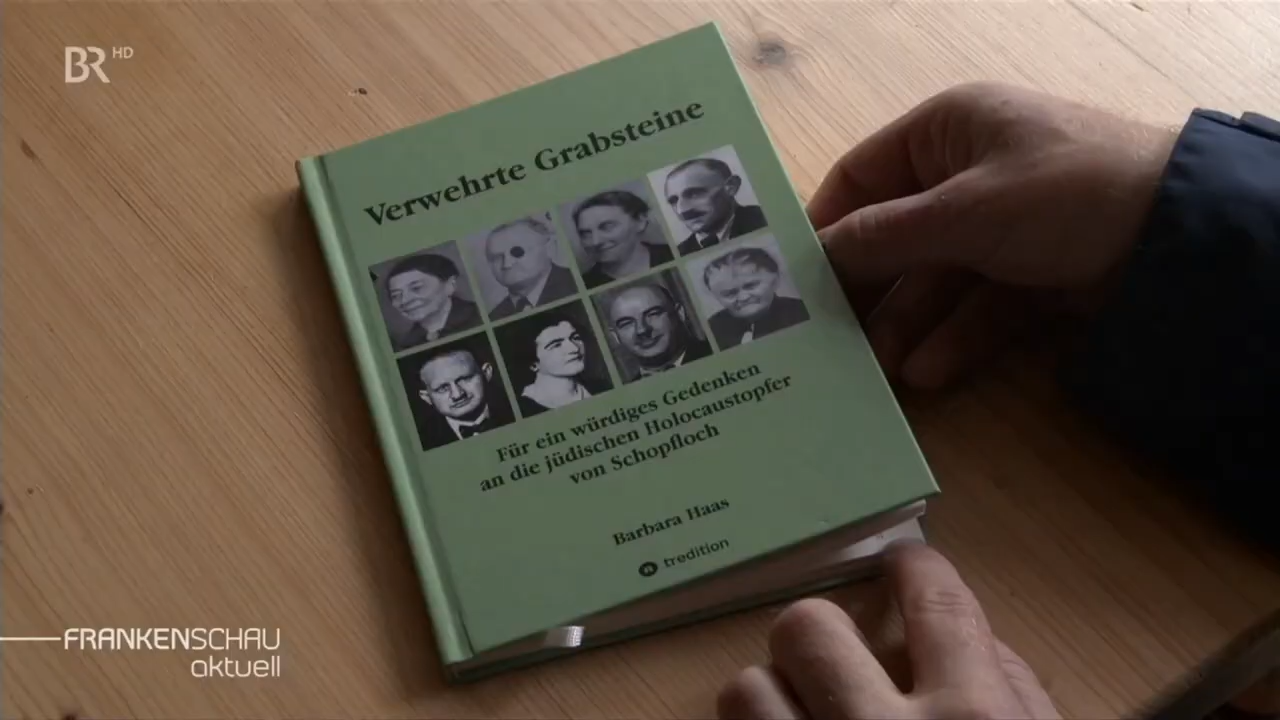 BR HD
Verwehrte Grabsteine
Für ein würdiges Gedenken
an die jüdischen Holocaustopfer
von Schopfloch
Barbara Haas
tredition
FRANKENSCHAU
aktuell